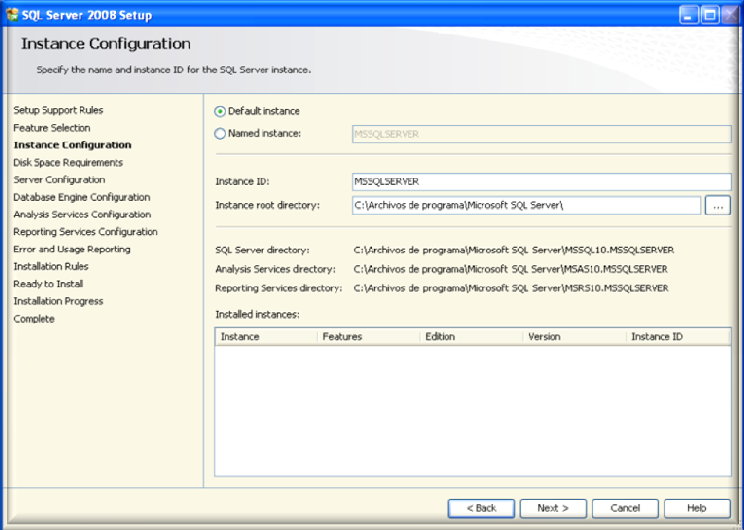 SQL Server 2008 Setup
Instance Configuration
Specify the name and instance ID for the SQL Server instance.
Setup Support Rules
Feature Selection
Instance Configuration
Disk Space Requirements
Server Configuration
Database Engine Configuration
Analysis Services Configuration
Reporting Services Configuration
Error and Usage Reporting
Installation Rules
Ready to Install
Installation Progress
Complete
Default instance
Named instance: MSSQLSERVER
Instance ID: MSSQLSERVER
Instance root directory: C:\Archivos de programa\Microsoft SQL Server\ ...
SQL Server directory: C:\Archivos de programa\Microsoft SQL Server\MSSQL10.MSSQLSERVER
Analysis Services directory: C:\Archivos de programa\Microsoft SQL Server\MSAS10.MSSQLSERVER
Reporting Services directory: C:\Archivos de programa\Microsoft SQL Server\MSRS10.MSSQLSERVER
Installed instances:
Instance Features Edition Version Instance ID
< Back Next > Cancel Help